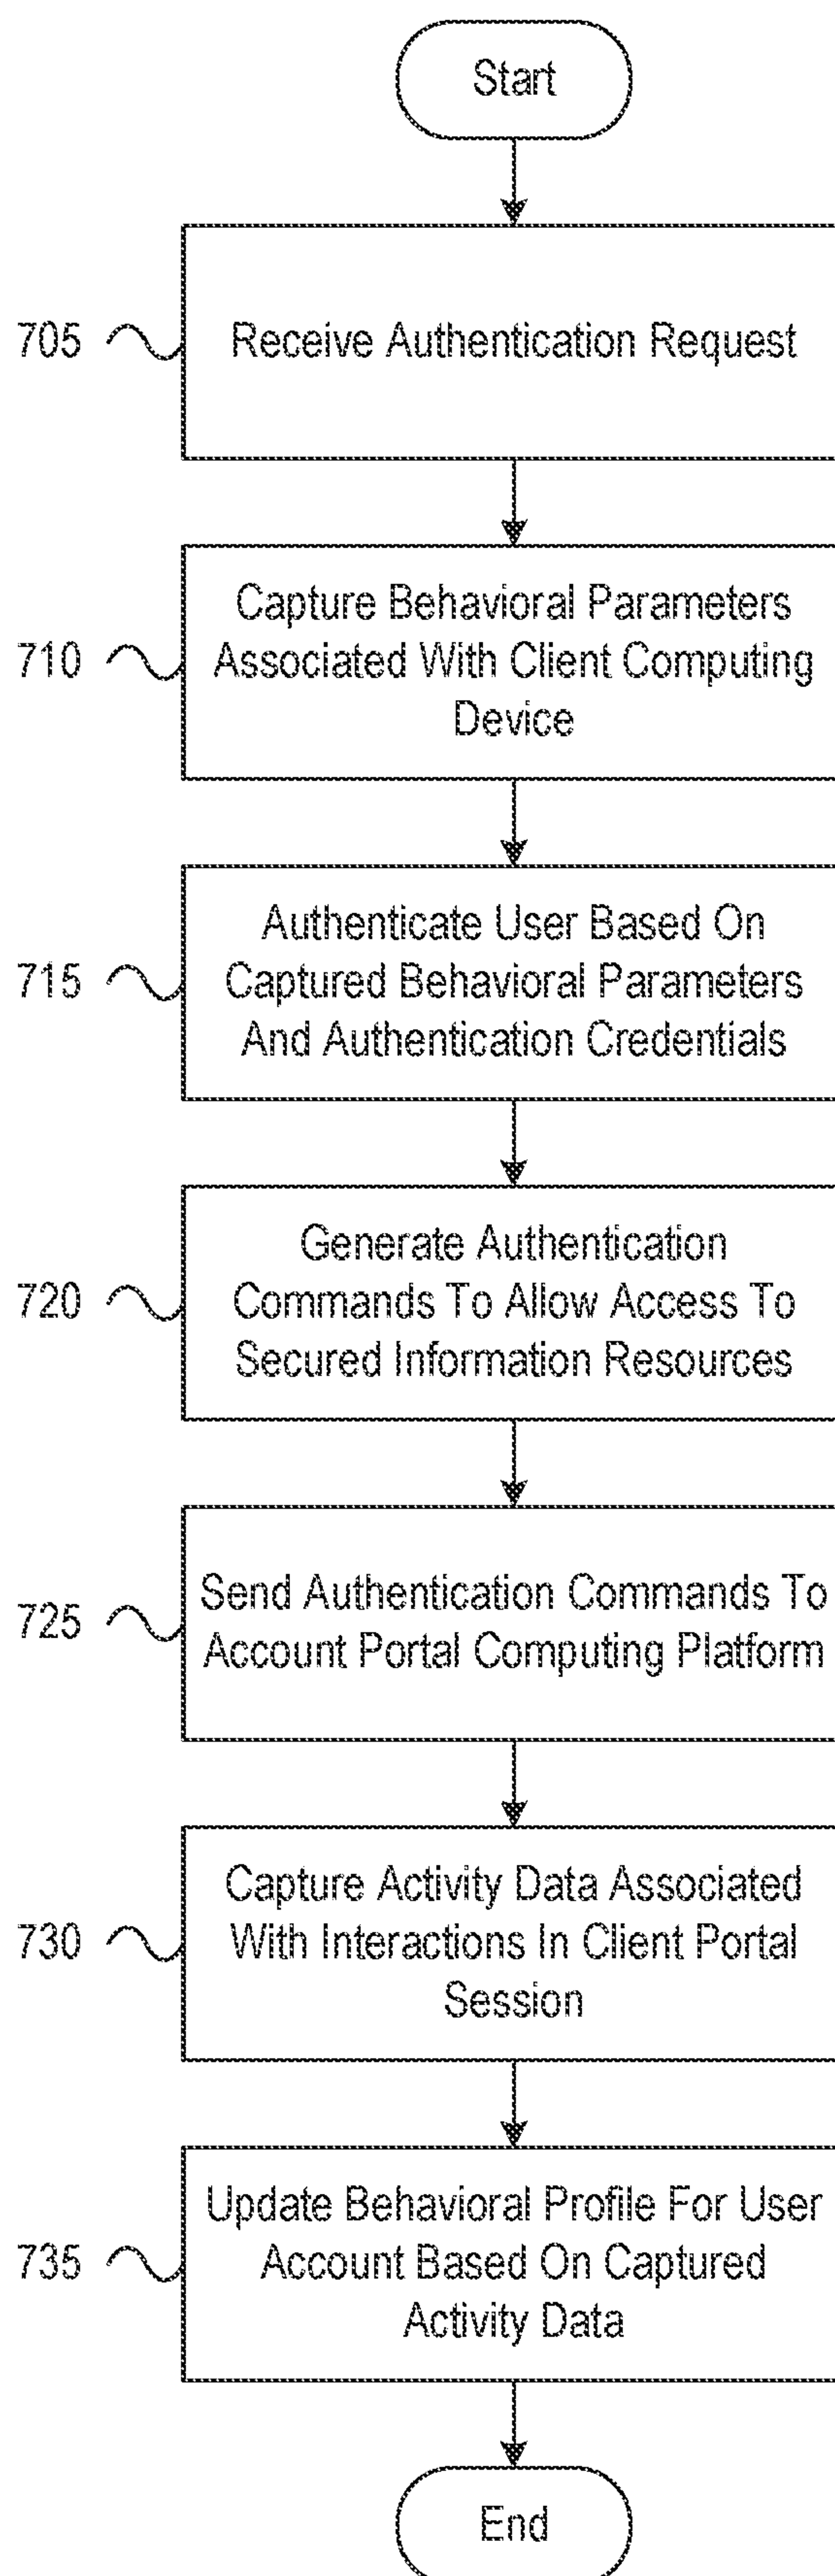 Start
705
Receive Authentication Request
710
Capture Behavioral Parameters
Associated With Client Computing
Device
715
Authenticate User Based On
Captured Behavioral Parameters
And Authentication Credentials
720
Generate Authentication
Commands To Allow Access To
Secured Information Resources
725
Send Authentication Commands To
Account Portal Computing Platform
730
Capture Activity Data Associated
With Interactions In Client Portal
Session
735
Update Behavioral Profile For User
Account Based On Captured
Activity Data
End